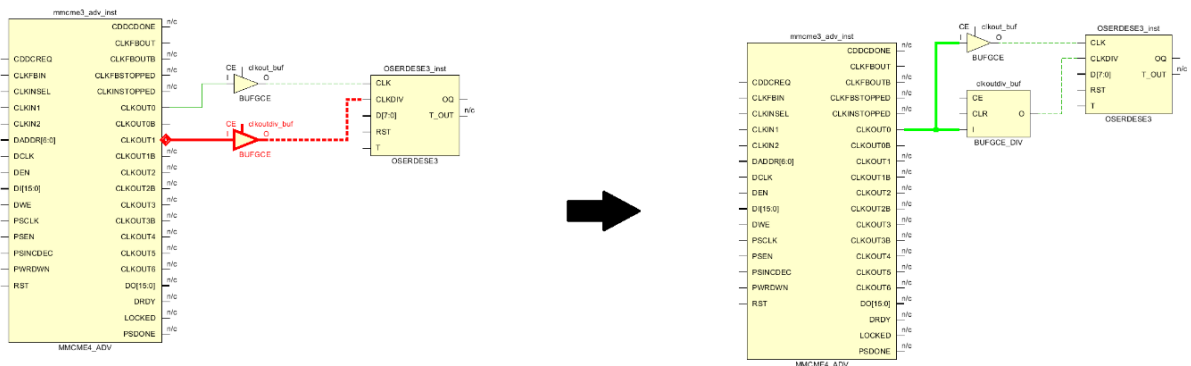 mmcme3_adv_inst
CDDCDONE n/c
CLKFBOUT
CDDCREQ CLKFBOUTB n/c
CLKFBIN CLKFBSTOPPED n/c
CLKINSEL CLKINSTOPPED n/c
CLKIN1 CLKOUT0
CLKIN2 CLKOUT0B n/c
DADDR[6:0] CLKOUT1
DCLK CLKOUT1B n/c
DEN CLKOUT2 n/c
DI[15:0] CLKOUT2B n/c
DWE CLKOUT3 n/c
PSCLK CLKOUT3B n/c
PSEN CLKOUT4 n/c
PSINCDEC CLKOUT5 n/c
PWRDWN CLKOUT6 n/c
RST DO[15:0] n/c
DRDY n/c
LOCKED n/c
PSDONE n/c
MMCME4_ADV
CE clkout_buf
I O
BUFGCE
CE clkoutdiv_buf
I O
BUFGCE
OSERDESE3_inst
CLK
CLKDIV OQ n/c
D[7:0] T_OUT n/c
RST
T
OSERDESE3
mmcme3_adv_inst
CDDCDONE n/c
CLKFBOUT
CDDCREQ CLKFBOUTB n/c
CLKFBIN CLKFBSTOPPED n/c
CLKINSEL CLKINSTOPPED n/c
CLKIN1 CLKOUT0
CLKIN2 CLKOUT0B n/c
DADDR[6:0] CLKOUT1 n/c
DCLK CLKOUT1B n/c
DEN CLKOUT2 n/c
DI[15:0] CLKOUT2B n/c
DWE CLKOUT3 n/c
PSCLK CLKOUT3B n/c
PSEN CLKOUT4 n/c
PSINCDEC CLKOUT5 n/c
PWRDWN CLKOUT6 n/c
RST DO[15:0] n/c
DRDY n/c
LOCKED n/c
PSDONE n/c
MMCME4_ADV
CE clkout_buf
I O
BUFGCE
clkoutdiv_buf
CE
CLR O
I
BUFGCE_DIV
OSERDESE3_inst
CLK
CLKDIV OQ
D[7:0] T_OUT n/c
RST
T
OSERDESE3